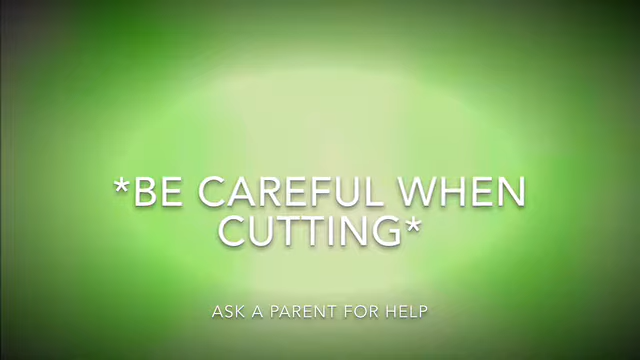 *BE CAREFUL WHEN
CUTTING*
ASK A PARENT FOR HELP